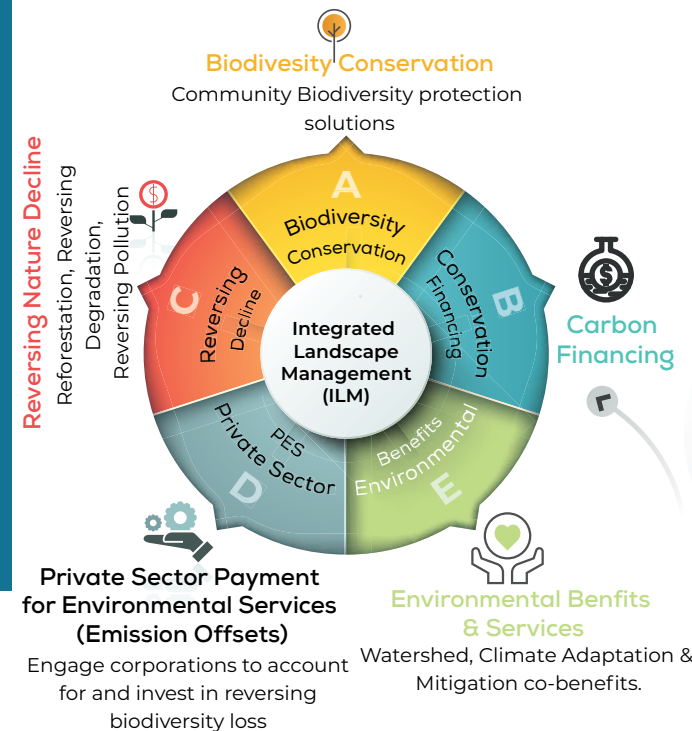 Biodivesity Conservation
Community Biodiversity protection
solutions
A
Biodiversity
Conservation
B
Conservation
Financing
Carbon
Financing
C
Reversing
Decline
Reversing Nature Decline
Reforestation, Reversing
Degradation,
Reversing Pollution
Integrated
Landscape
Management
(ILM)
PES
Private Sector
D
Benefits
Environmental
E
Private Sector Payment
for Environmental Services
(Emission Offsets)
Engage corporations to account
for and invest in reversing
biodiversity loss
Environmental Benfits
& Services
Watershed, Climate Adaptation &
Mitigation co-benefits.